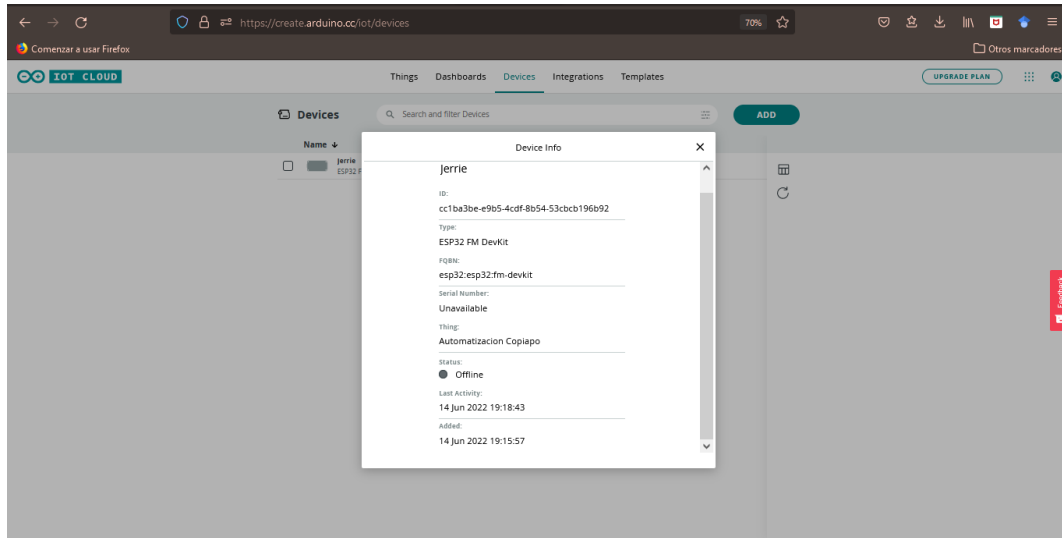 https://create.arduino.cc/iot/devices
70%
Comenzar a usar Firefox
Otros marcadores
IOT CLOUD
Things Dashboards Devices Integrations Templates
UPGRADE PLAN
Devices
Search and filter Devices
ADD
Name ↓
Device Info
Jerrie
ESP32 F
Jerrie
ID:
cc1ba3be-e9b5-4cdf-8b54-53cbcb196b92
Type:
ESP32 FM DevKit
FQBN:
esp32:esp32:fm-devkit
Serial Number:
Unavailable
Thing:
Automatizacion Copiapo
Status:
Offline
Last Activity:
14 Jun 2022 19:18:43
Added:
14 Jun 2022 19:15:57
Feedback